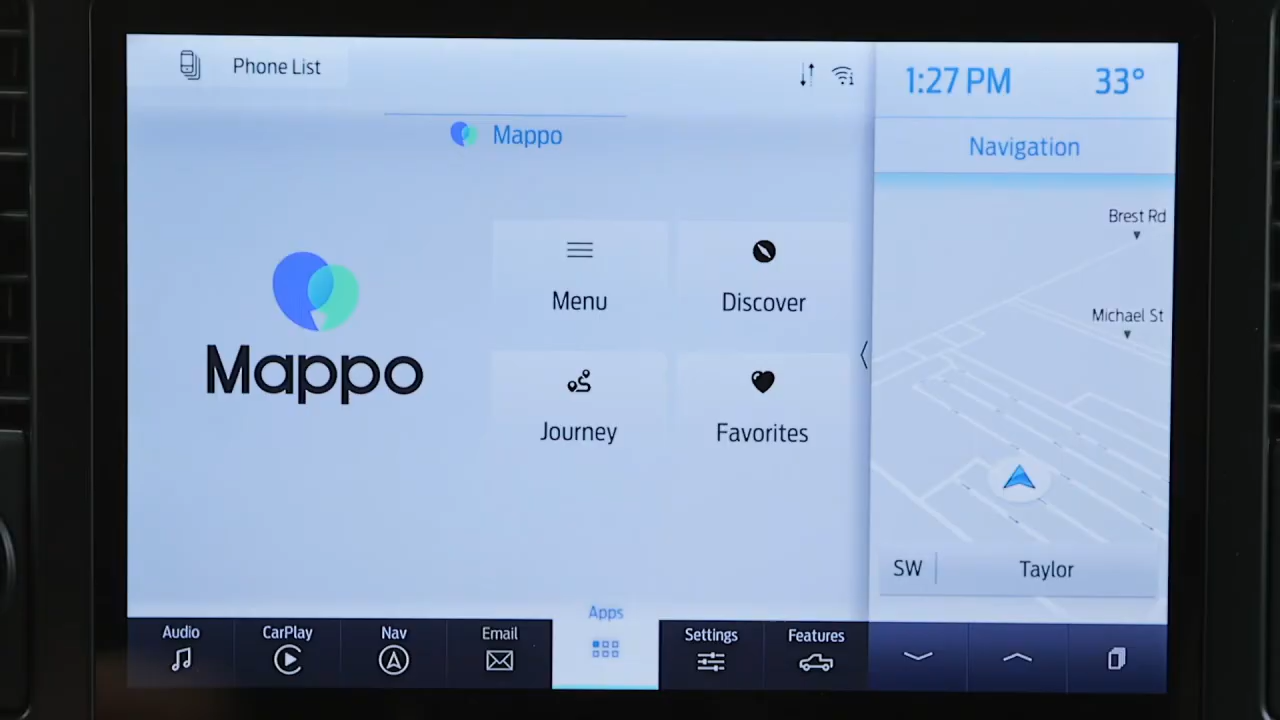 Phone List
1:27 PM 33°
Mappo
Navigation
Brest Rd
Menu
Discover
Michael St
Mappo
Journey
Favorites
SW
Taylor
Audio
CarPlay
Nav
Email
Apps
Settings
Features